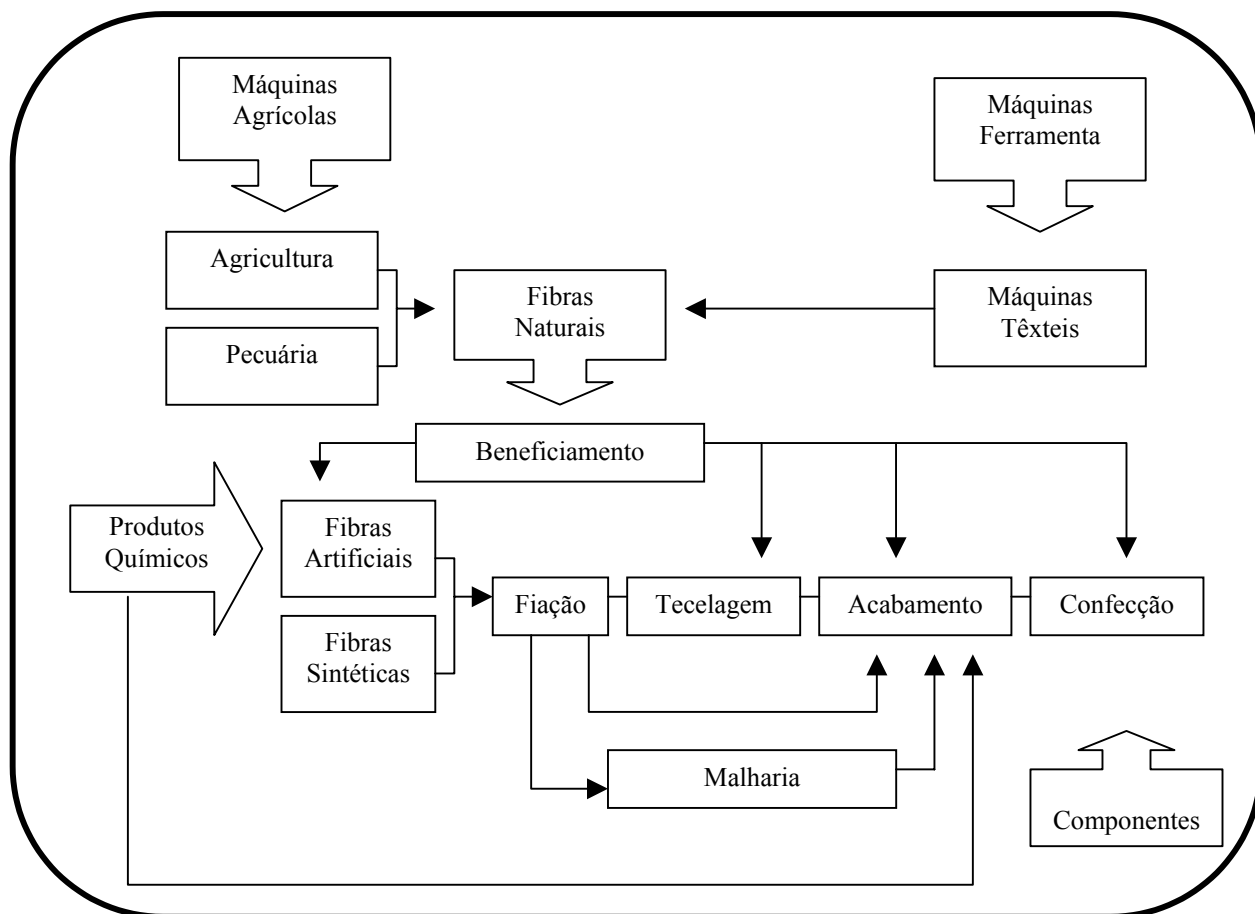 Máquinas
Agrícolas
Máquinas
Ferramenta
Agricultura
Pecuária
Fibras
Naturais
Máquinas
Têxteis
Beneficiamento
Produtos
Químicos
Fibras
Artificiais
Fibras
Sintéticas
Fiação
Tecelagem
Acabamento
Confecção
Malharia
Componentes